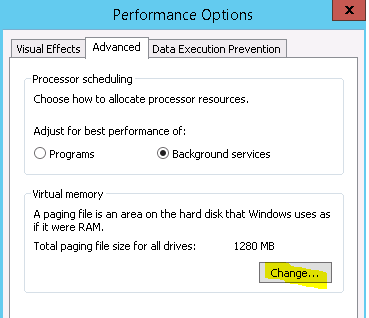 Performance Options
x
Visual Effects Advanced Data Execution Prevention
Processor scheduling
Choose how to allocate processor resources.
Adjust for best performance of:
Programs Background services
Virtual memory
A paging file is an area on the hard disk that Windows uses as
if it were RAM.
Total paging file size for all drives: 1280 MB
Change...